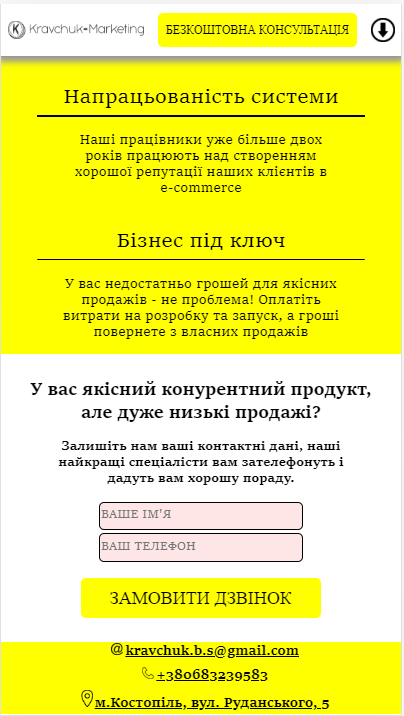 Kravchuk-Marketing
БЕЗКОШТОВНА КОНСУЛЬТАЦІЯ
Напрацьованість системи
Наші працівники уже більше двох
років працюють над створенням
хорошої репутації наших клієнтів в
e-commerce
Бізнес під ключ
У вас недостатньо грошей для якісних
продажів - не проблема! Оплатіть
витрати на розробку та запуск, а гроші
повернете з власних продажів
У вас якісний конурентний продукт,
але дуже низькі продажі?
Залишіть нам ваші контактні дані, наші
найкращі спеціалісти вам зателефонуть і
дадуть вам хорошу пораду.
ВАШЕ ІМ'Я
ВАШ ТЕЛЕФОН
ЗАМОВИТИ ДЗВІНОК
kravchuk.b.s@gmail.com
+380683239583
м.Костопіль, вул. Руданського, 5